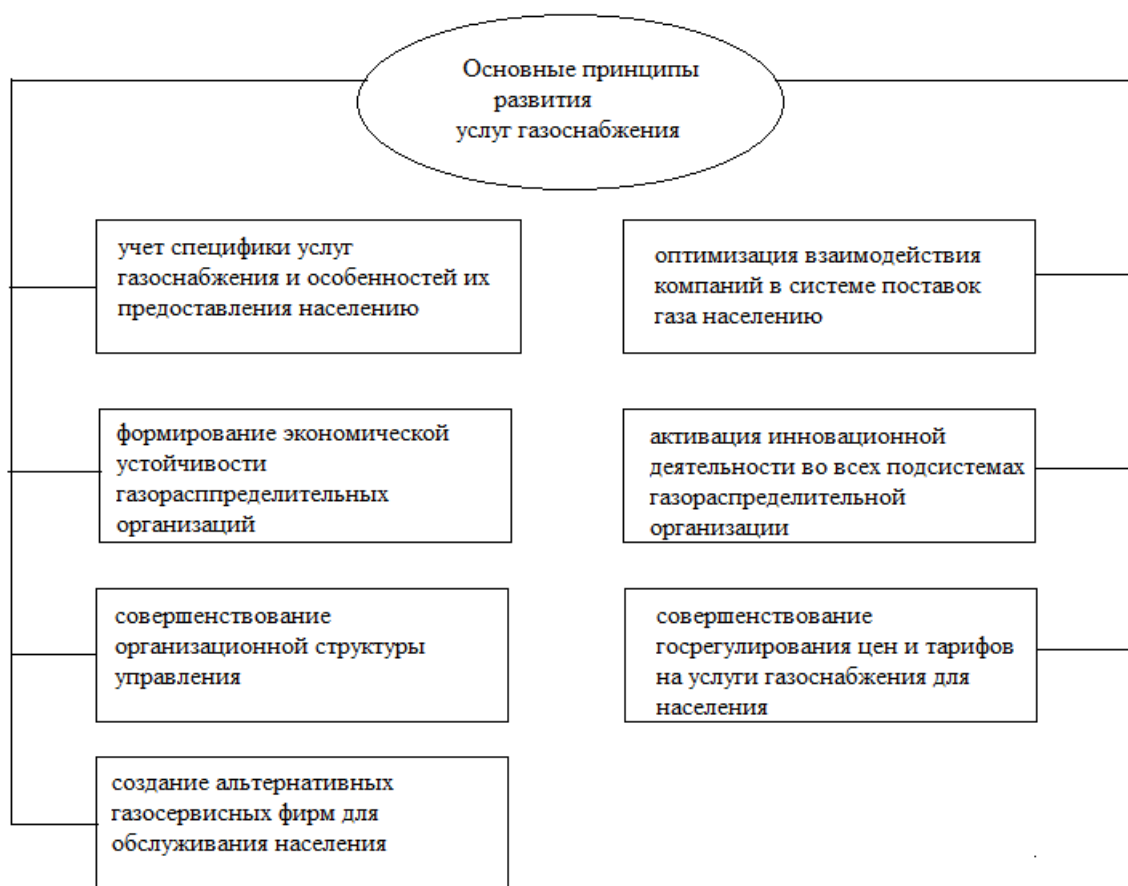 Основные принципы
развития
услуг газоснабжения
учет специфики услуг
газоснабжения и особенностей их
предоставления населению
оптимизация взаимодействия
компаний в системе поставок
газа населению
формирование экономической
устойчивости
газорасппределительных
организаций
активация инновационной
деятельности во всех подсистемах
газораспределительной
организации
совершенствование
организационной структуры
управления
совершенствование
госрегулирования цен и тарифов
на услуги газоснабжения для
населения
создание альтернативных
газосервисных фирм для
обслуживания населения